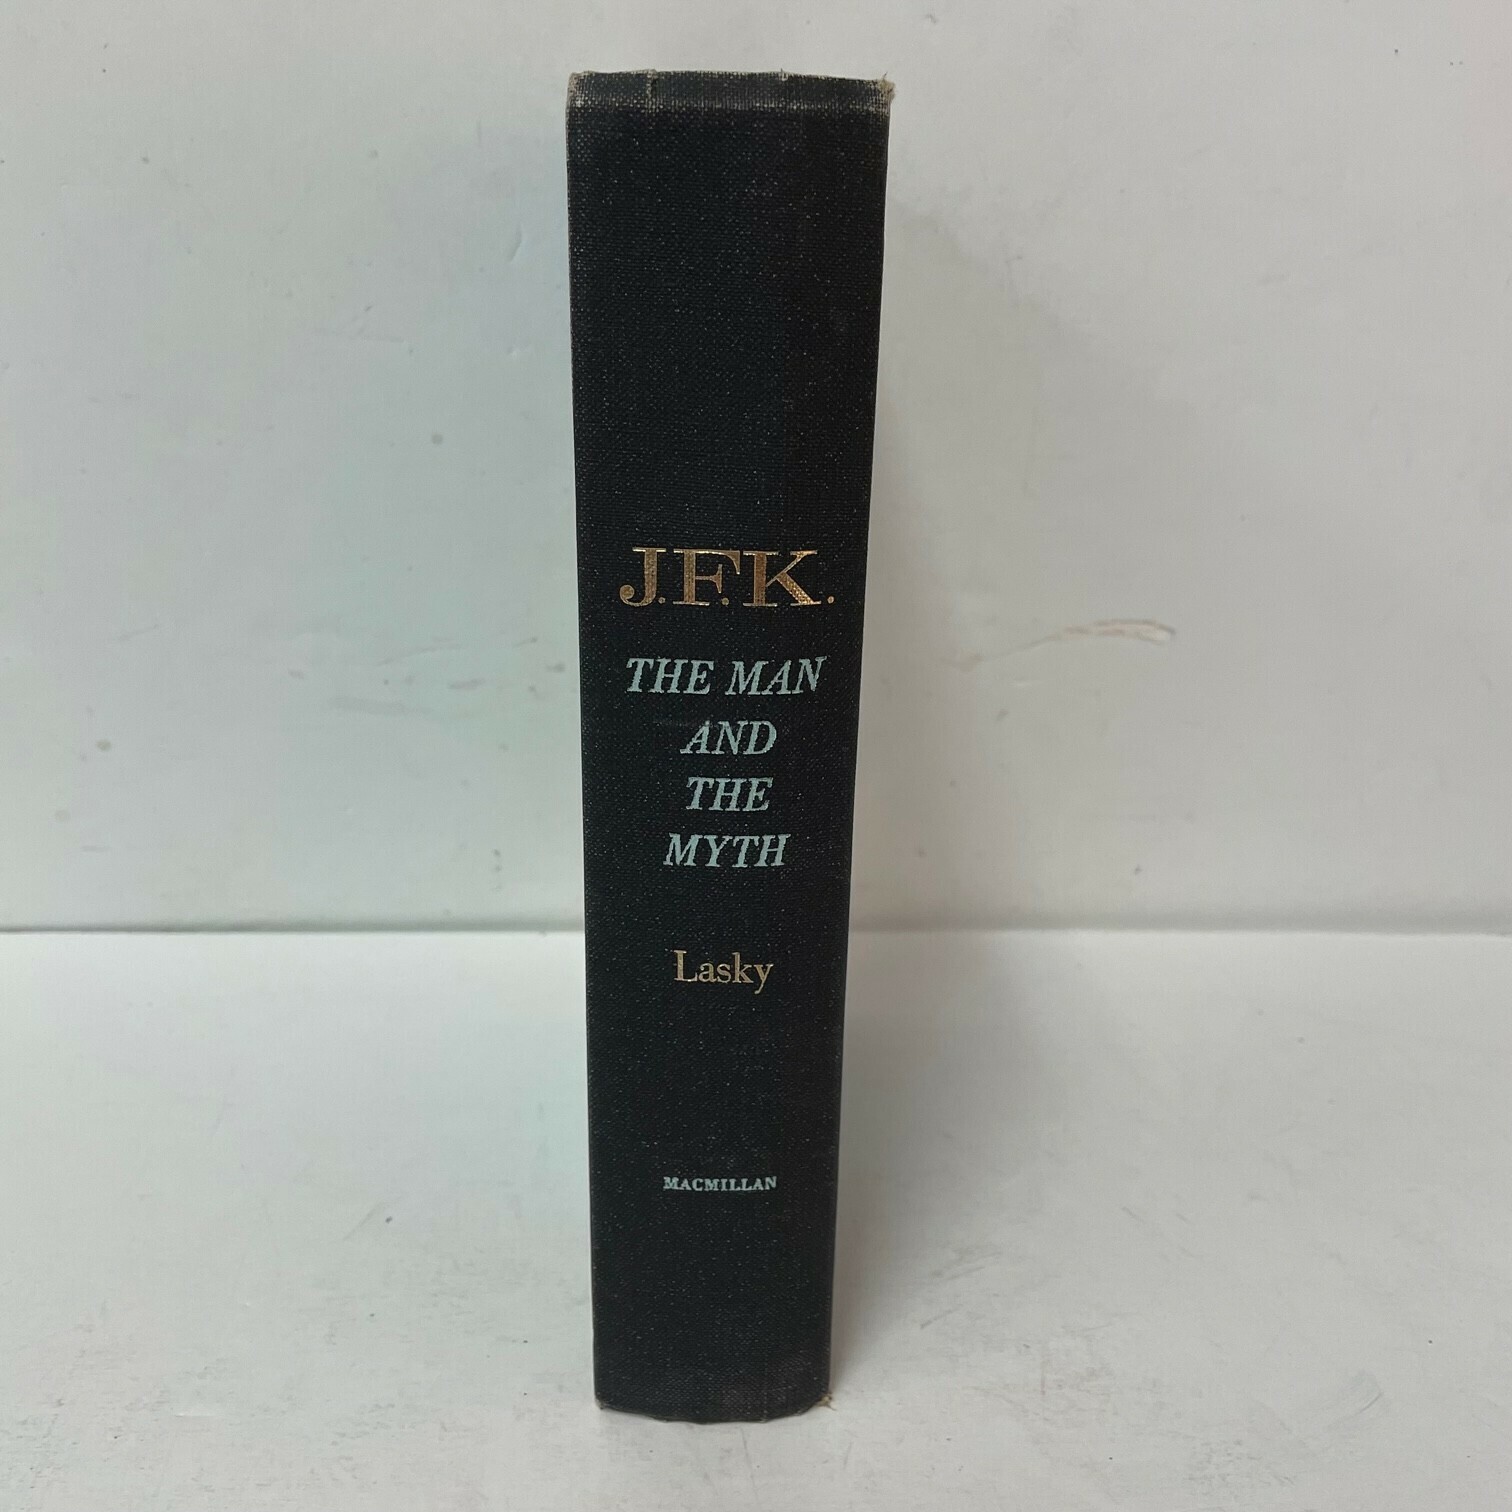 J.F.K.
THE MAN
AND
THE
MYTH
Lasky
MACMILLAN